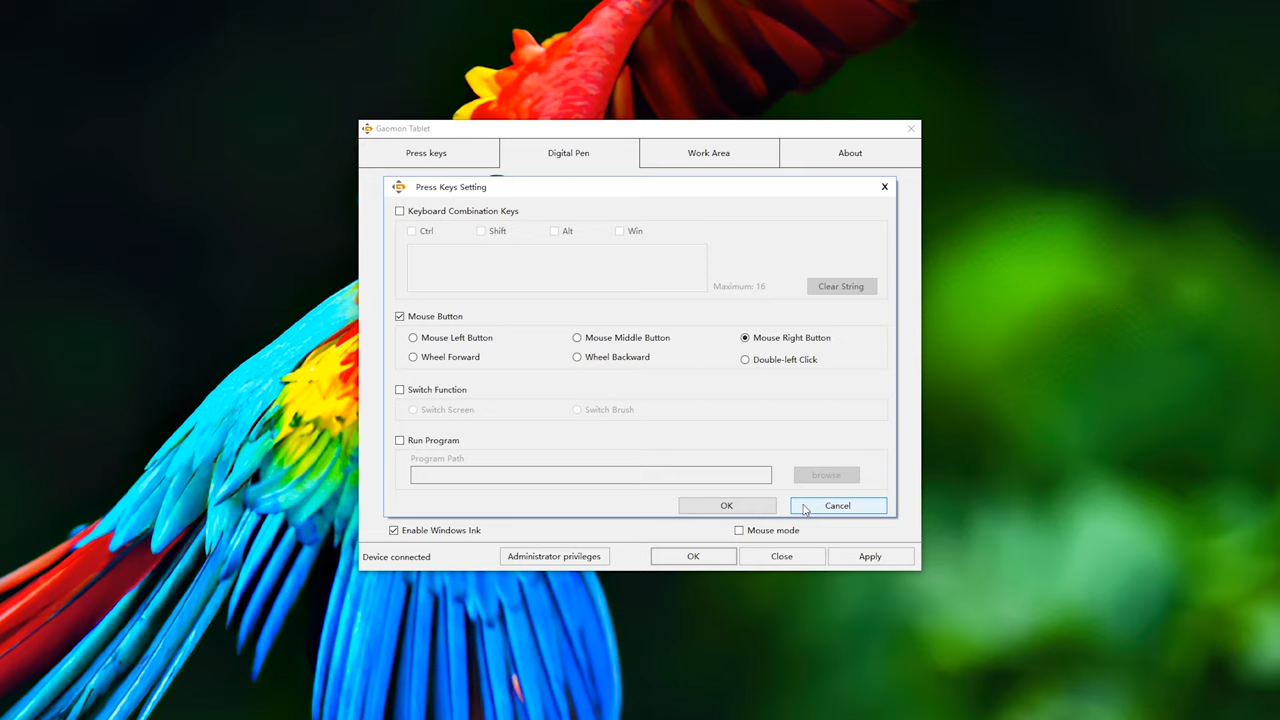 Gaomon Tablet
Press keys Digital Pen Work Area About
Press Keys Setting X
Keyboard Combination Keys
Ctrl Shift Alt Win
Maximum: 16 Clear String
Mouse Button
Mouse Left Button Mouse Middle Button Mouse Right Button
Wheel Forward Wheel Backward Double-left Click
Switch Function
Switch Screen Switch Brush
Run Program
Program Path
browse
OK Cancel
Enable Windows Ink Mouse mode
Device connected Administrator privileges OK Close Apply